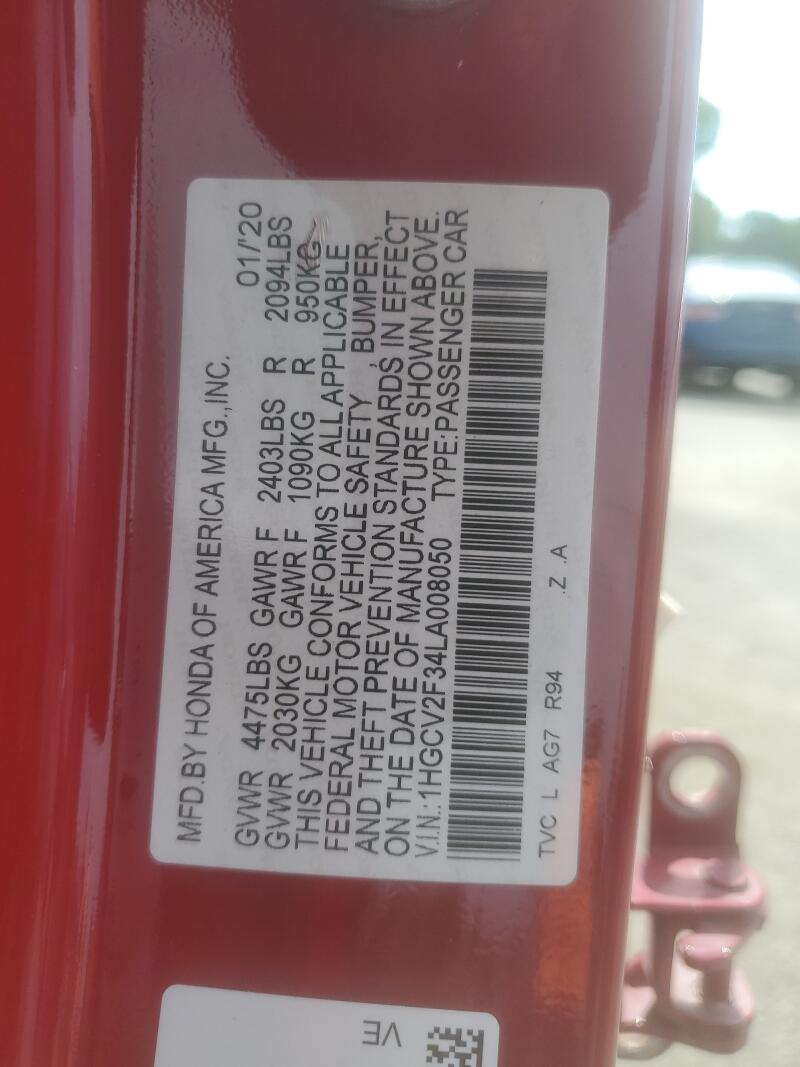 MFD.BY HONDA OF AMERICA MFG.,INC.
01/'20
GVWR 4475LBS GAWR F 2403LBS R 2094LBS
GVWR 2030KG GAWR F 1090KG R 950KG
THIS VEHICLE CONFORMS TO ALL APPLICABLE
FEDERAL MOTOR VEHICLE SAFETY , BUMPER,
AND THEFT PREVENTION STANDARDS IN EFFECT
ON THE DATE OF MANUFACTURE SHOWN ABOVE.
V.I.N.:1HGCV2F34LA008050 TYPE:PASSENGER CAR
TVC L AG7 R94 .Z .A
VE